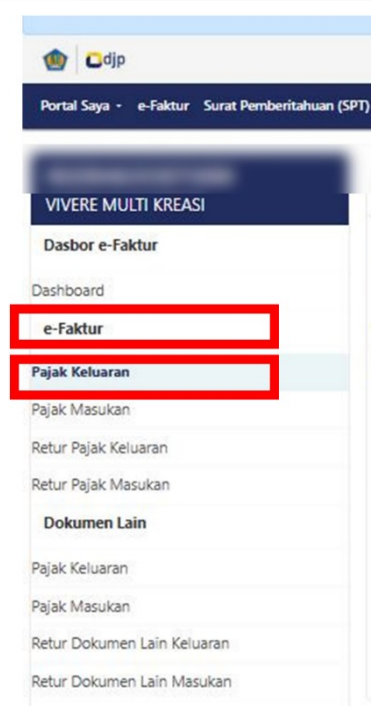 djp
Portal Saya - e-Faktur Surat Pemberitahuan (SPT)
VIVERE MULTI KREASI
Dasbor e-Faktur
Dashboard
e-Faktur
Pajak Keluaran
Pajak Masukan
Retur Pajak Keluaran
Retur Pajak Masukan
Dokumen Lain
Pajak Keluaran
Pajak Masukan
Retur Dokumen Lain Keluaran
Retur Dokumen Lain Masukan